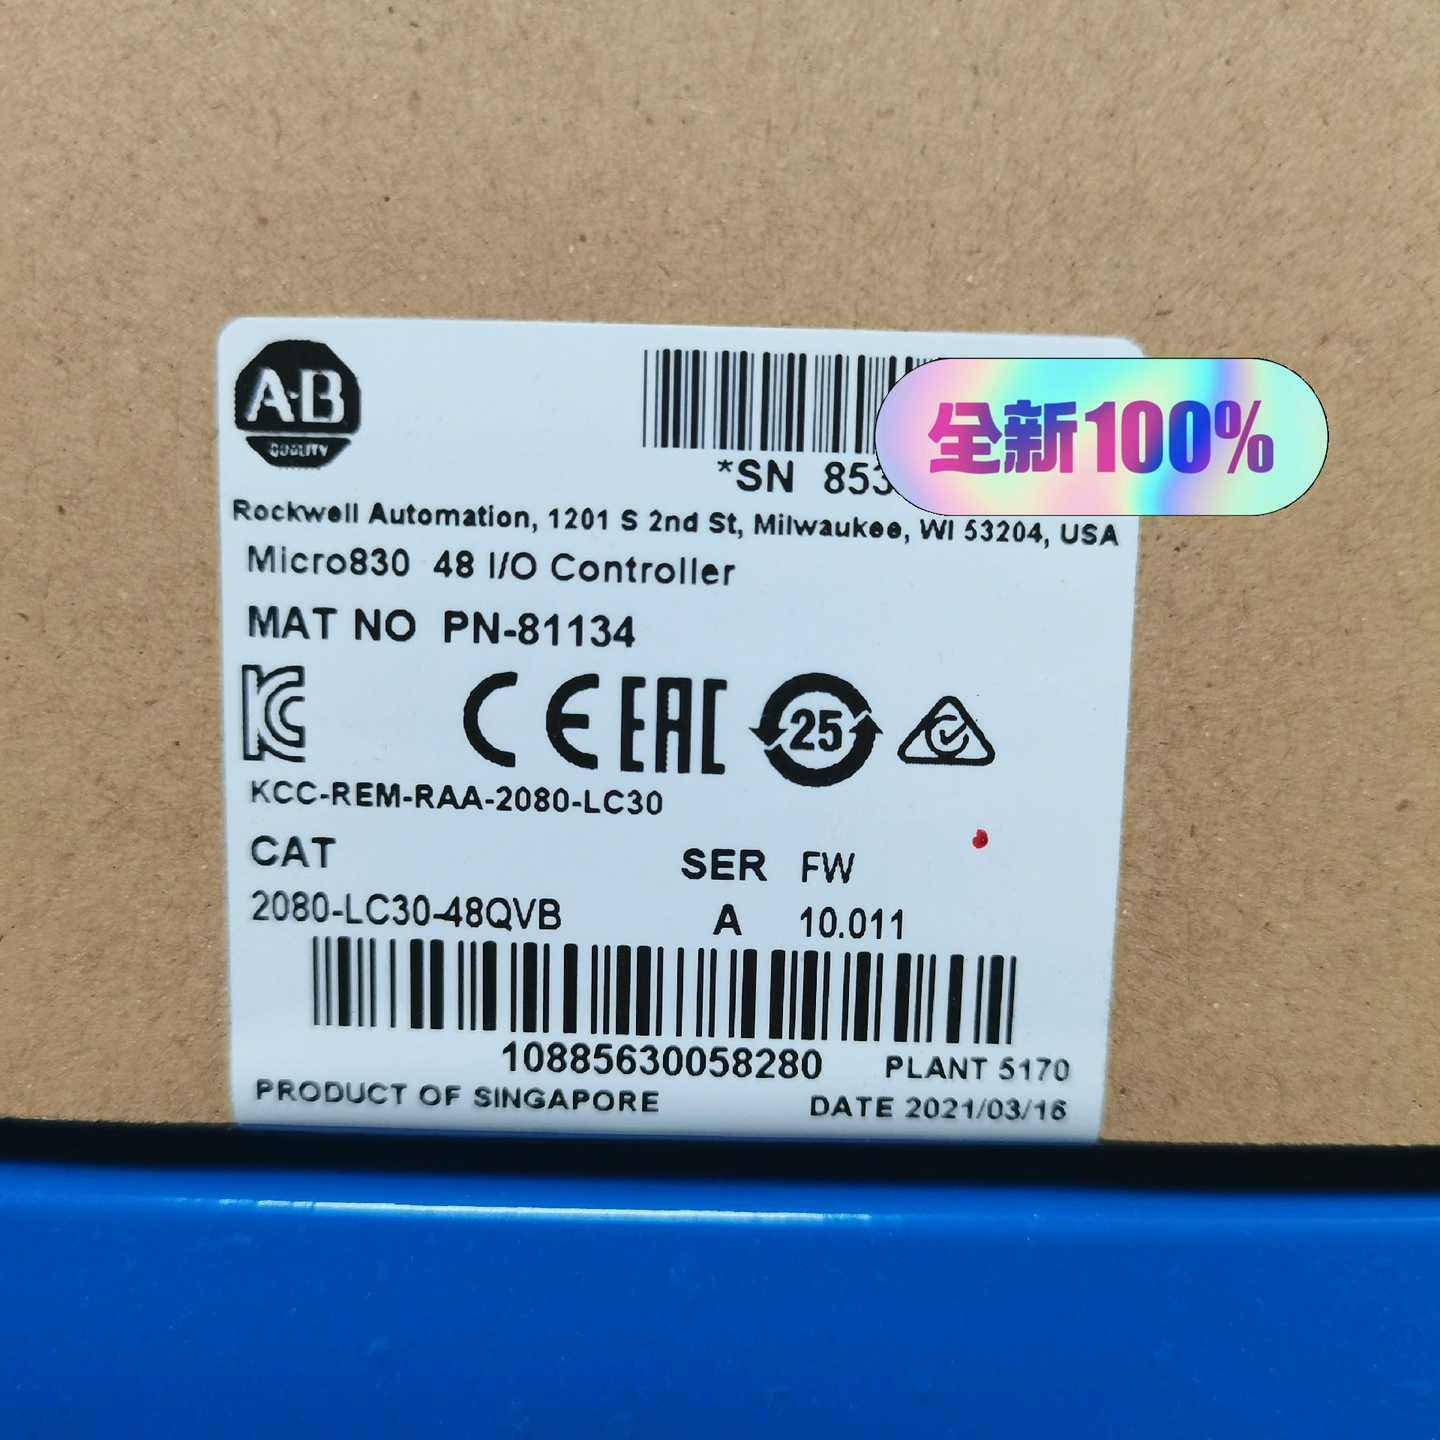 A·B
QUALITY
*SN 853
全新100%
Rockwell Automation, 1201 S 2nd St, Milwaukee, WI 53204, USA
Micro830 48 I/O Controller
MAT NO PN-81134
KC CE EAC 25
KCC-REM-RAA-2080-LC30
CAT SER FW
2080-LC30-48QVB A 10.011
10885630058280 PLANT 5170
PRODUCT OF SINGAPORE DATE 2021/03/16